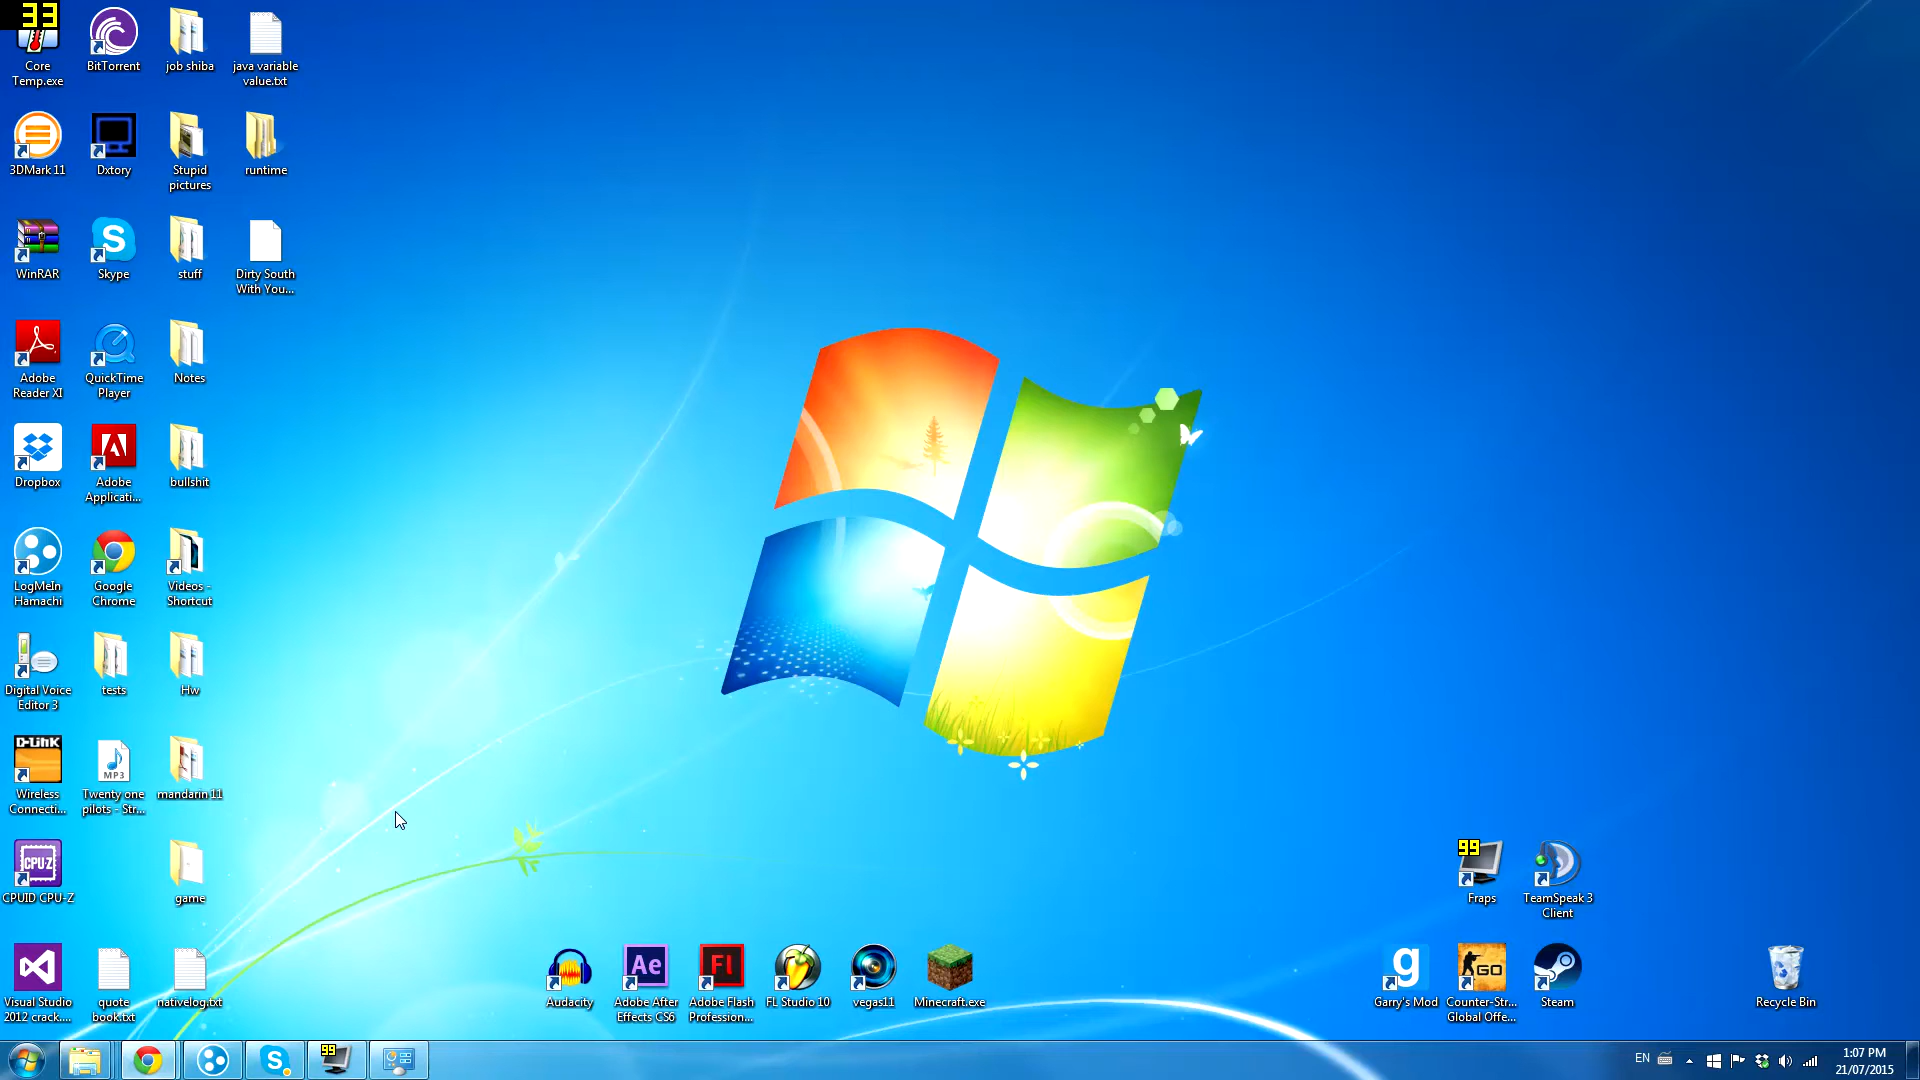 33
Core
Temp.exe
BitTorrent
job shiba
java variable
value.txt
3DMark 11
Dxtory
Stupid
pictures
runtime
WinRAR
Skype
stuff
Dirty South
With You...
Adobe
Reader XI
QuickTime
Player
Notes
Dropbox
Adobe
Applicati...
bullshit
LogMeIn
Hamachi
Google
Chrome
Videos -
Shortcut
Digital Voice
Editor 3
tests
Hw
D-Link
Wireless
Connecti...
MP3
Twenty one
pilots - Str...
mandarin 11
CPU-Z
CPUID CPU-Z
game
99
Fraps
TeamSpeak 3
Client
Visual Studio
2012 crack....
quote
book.txt
nativelog.txt
Audacity
Ae
Adobe After
Effects CS6
Fl
Adobe Flash
Profession...
FL Studio 10
vegas11
Minecraft.exe
g
Garry's Mod
GO
Counter-Str...
Global Offe...
Steam
Recycle Bin
99
EN
1:07 PM
21/07/2015